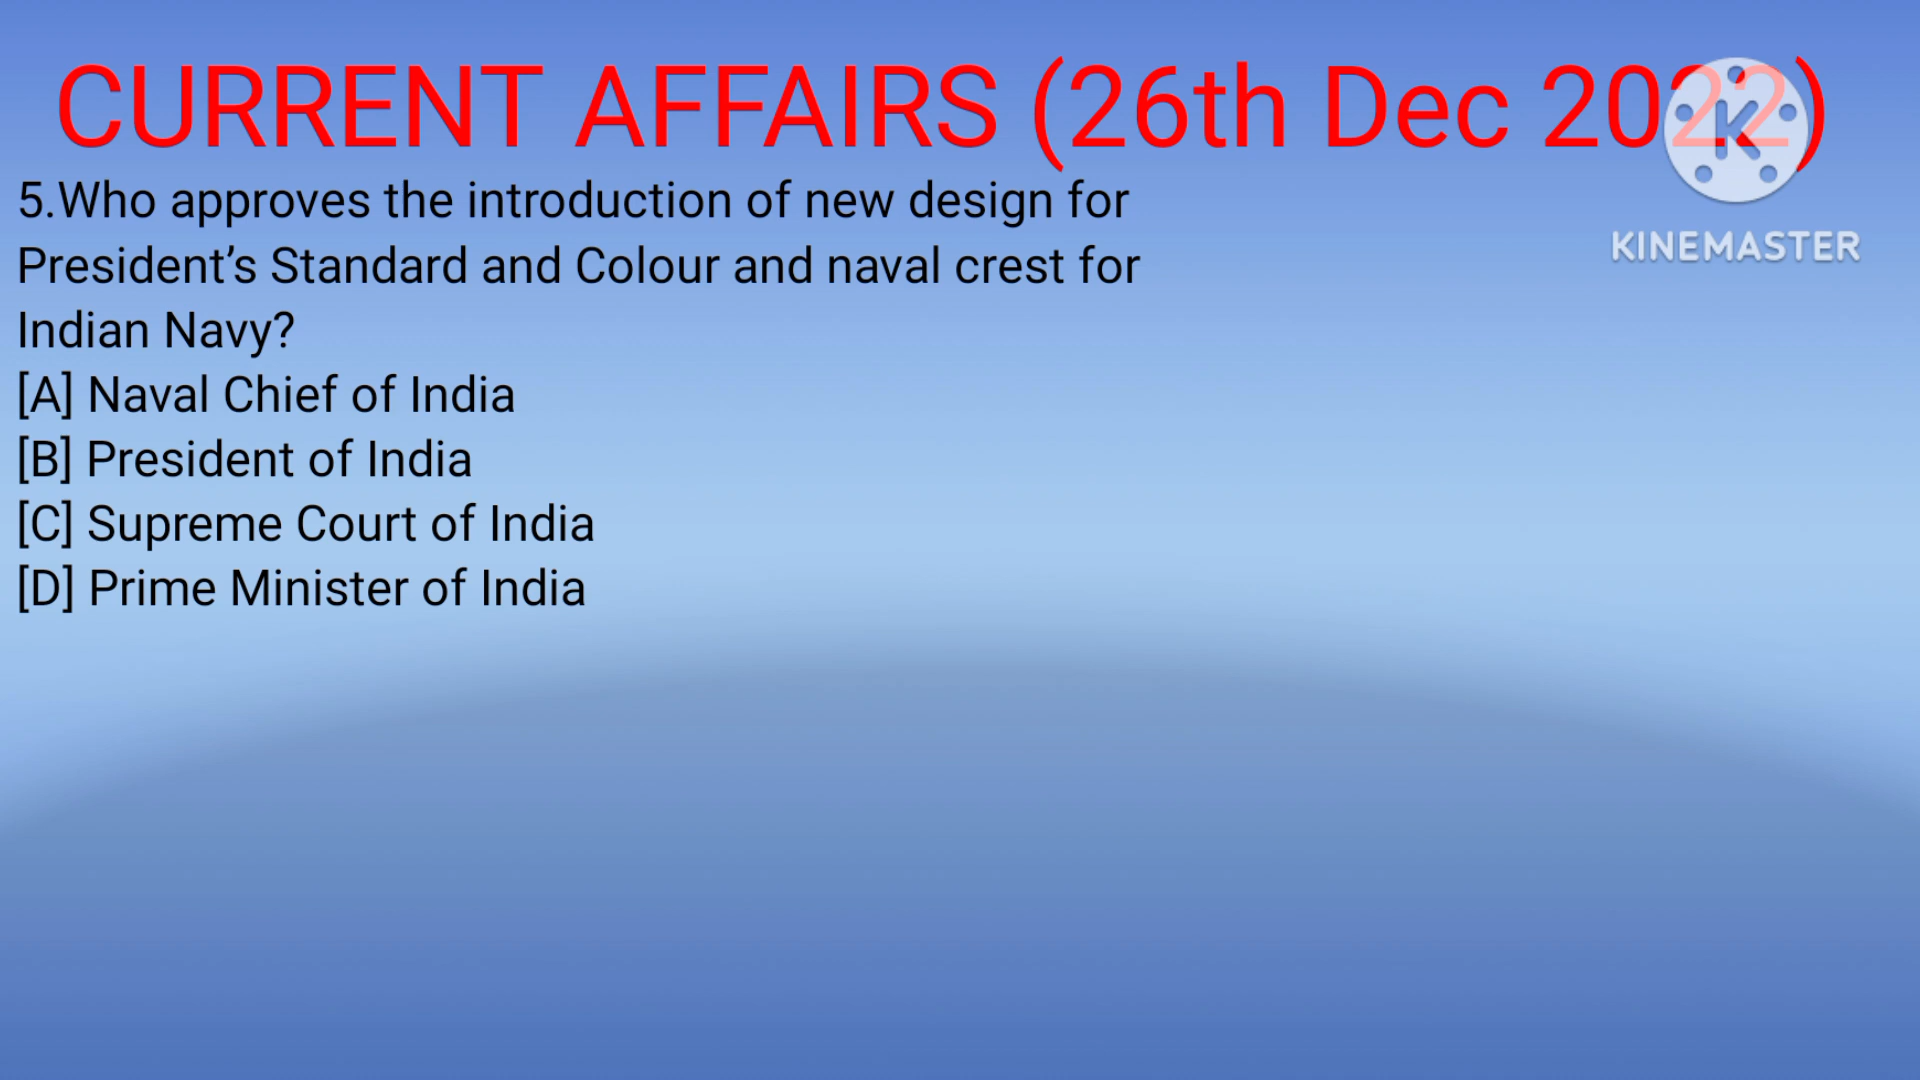 CURRENT AFFAIRS (26th Dec 2022)
5.Who approves the introduction of new design for
President’s Standard and Colour and naval crest for
Indian Navy?
[A] Naval Chief of India
[B] President of India
[C] Supreme Court of India
[D] Prime Minister of India
K
KINEMASTER